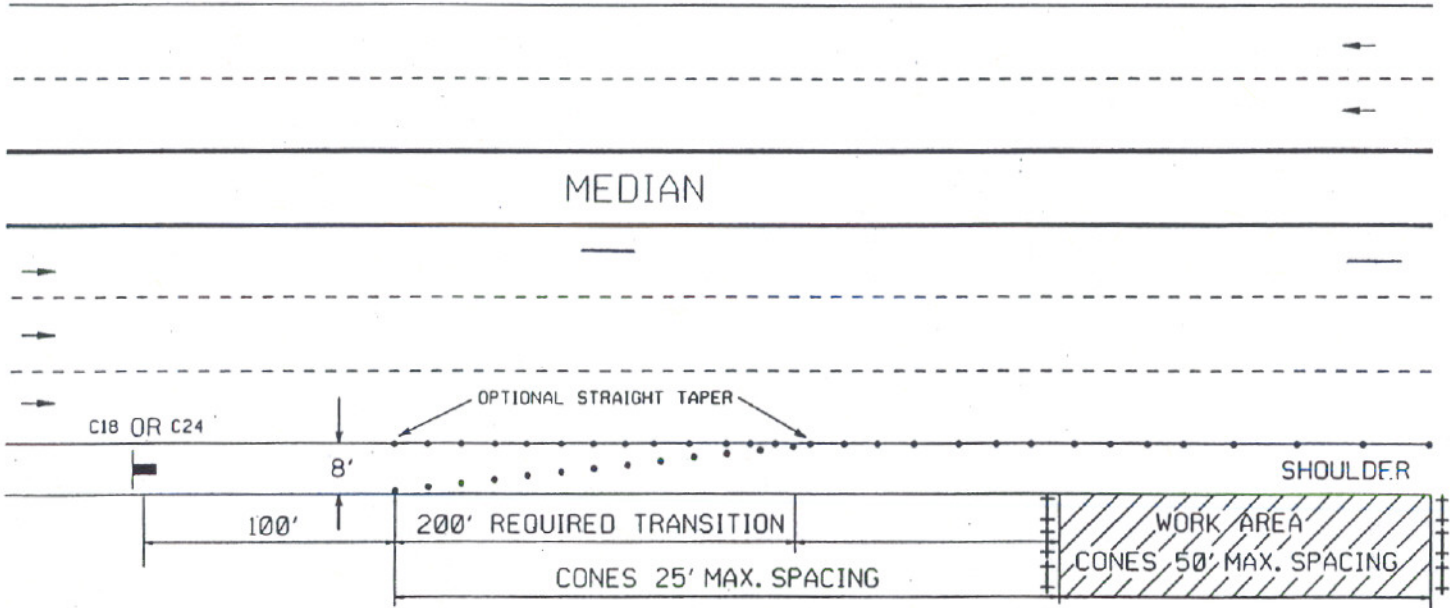 MEDIAN
OPTIONAL STRAIGHT TAPER
C18 OR C24
8'
SHOULDER
100'
200' REQUIRED TRANSITION
WORK AREA
CONES 50' MAX. SPACING
CONES 25' MAX. SPACING